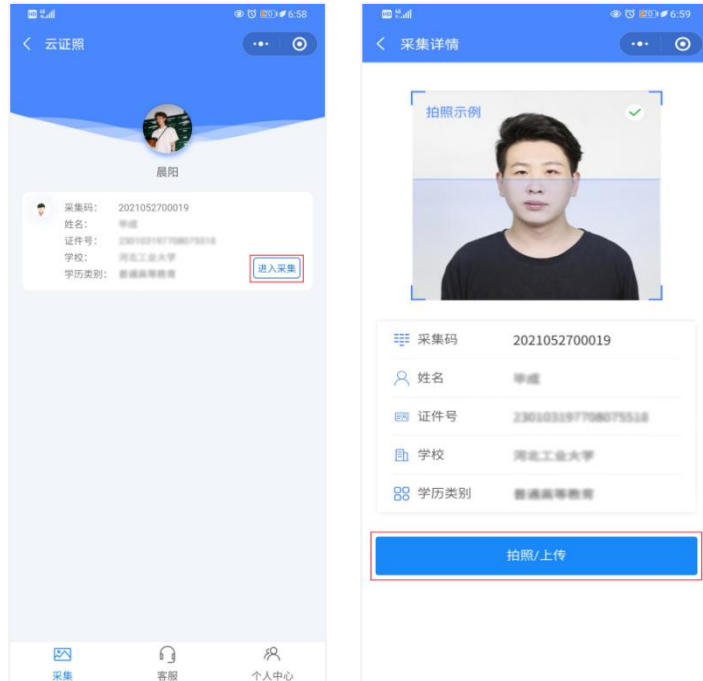 6:58
云证照
晨阳
采集码： 2021052700019
姓名：
证件号：
学校：
学历类别：
进入采集
采集
客服
个人中心
6:59
采集详情
拍照示例
采集码 2021052700019
姓名
证件号
学校
学历类别
拍照/上传